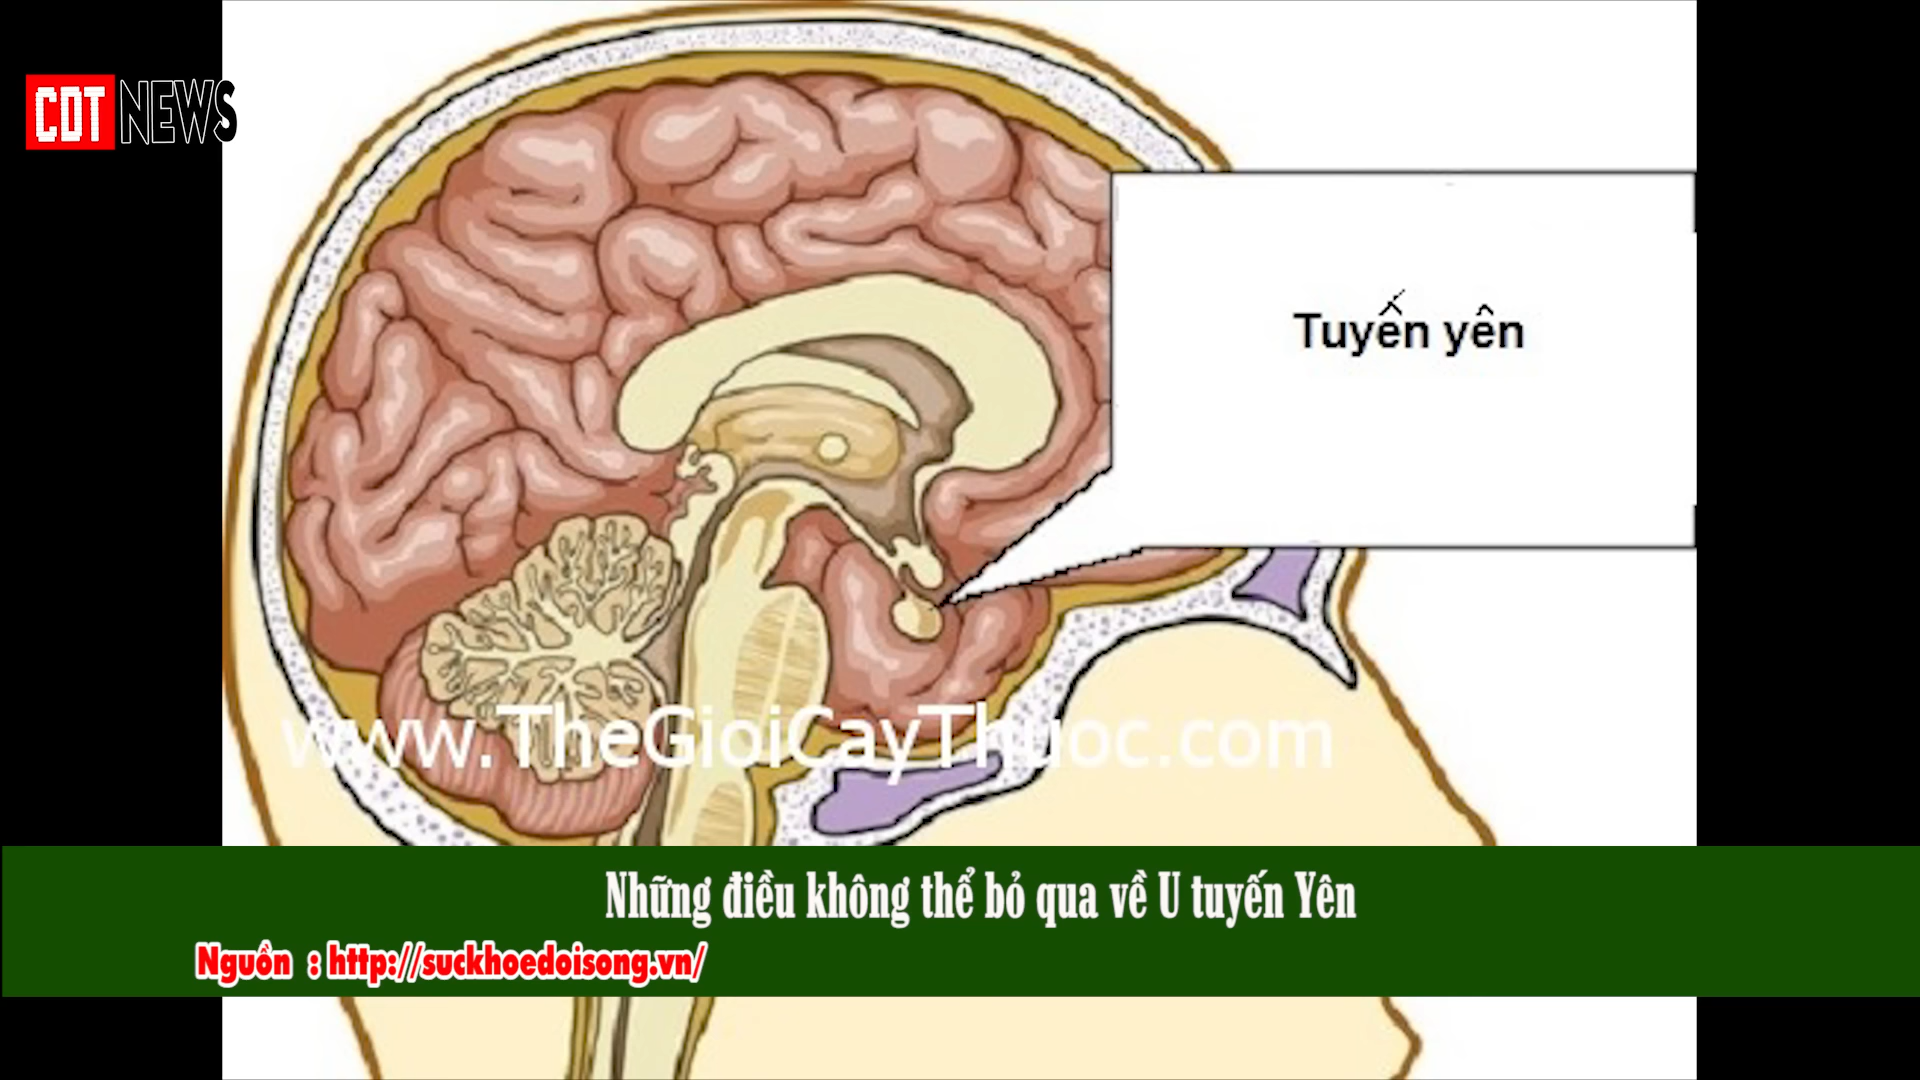 CDT NEWS
Tuyến yên
www.TheGioiCayThuoc.com
Những điều không thể bỏ qua về U tuyến Yên
Nguồn : http://suckhoedoisong.vn/